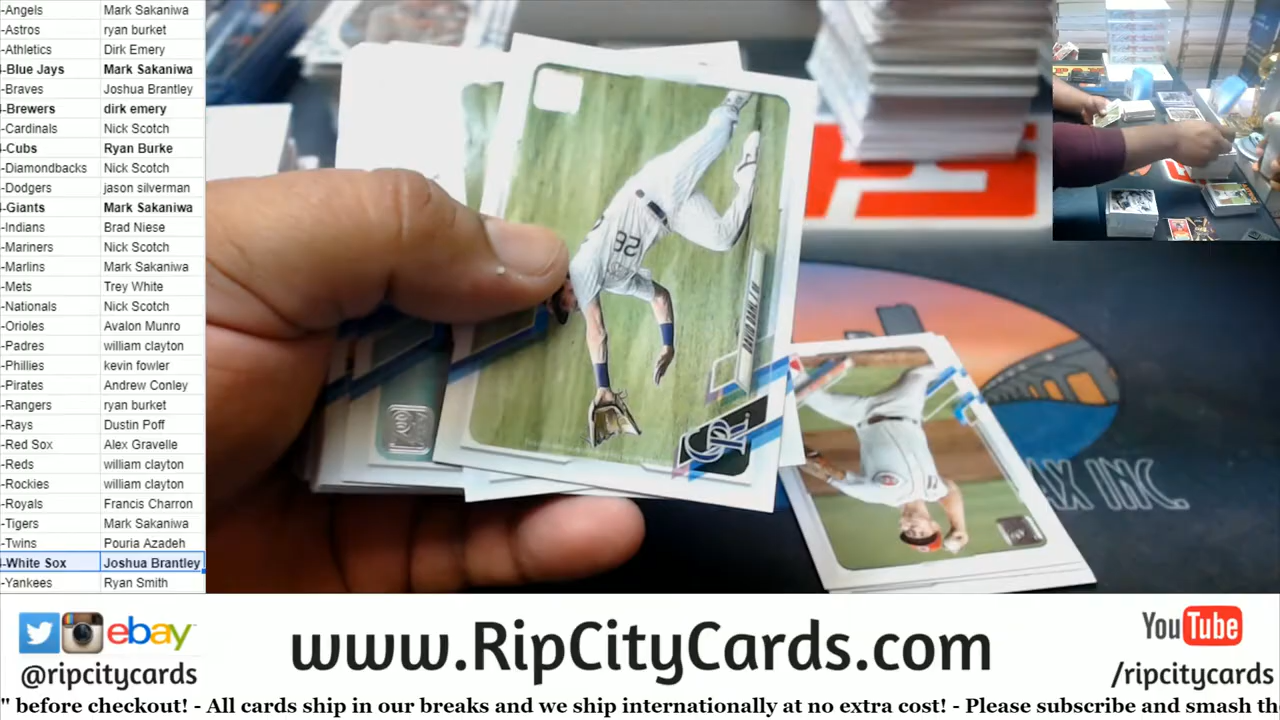 -Angels Mark Sakaniwa
-Astros ryan burket
-Athletics Dirk Emery
-Blue Jays Mark Sakaniwa
-Braves Joshua Brantley
-Brewers dirk emery
-Cardinals Nick Scotch
-Cubs Ryan Burke
-Diamondbacks Nick Scotch
-Dodgers jason silverman
-Giants Mark Sakaniwa
-Indians Brad Niese
-Mariners Nick Scotch
-Marlins Mark Sakaniwa
-Mets Trey White
-Nationals Nick Scotch
-Orioles Avalon Munro
-Padres william clayton
-Phillies kevin fowler
-Pirates Andrew Conley
-Rangers ryan burket
-Rays Dustin Poff
-Red Sox Alex Gravelle
-Reds william clayton
-Rockies william clayton
-Royals Francis Charron
-Tigers Mark Sakaniwa
-Twins Pouria Azadeh
-White Sox Joshua Brantley
-Yankees Ryan Smith
28
CR
AX INC.
ebay
@ripcitycards
www.RipCityCards.com
YouTube
/ripcitycards
" before checkout! - All cards ship in our breaks and we ship internationally at no extra cost! - Please subscribe and smash th